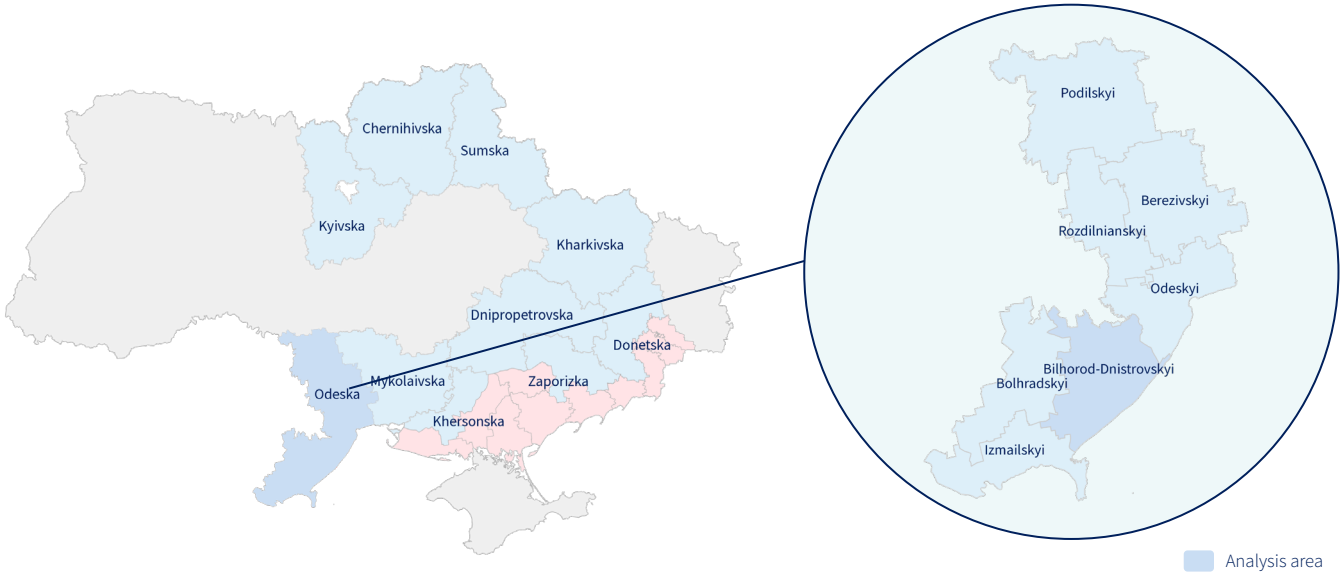 Chernihivska
Sumska
Kyivska
Kharkivska
Dnipropetrovska
Donetska
Mykolaivska
Zaporizka
Odeska
Khersonska
Podilskyi
Berezivskyi
Rozdilnianskyi
Odeskyi
Bilhorod-Dnistrovskyi
Bolhradskyi
Izmailskyi
Analysis area